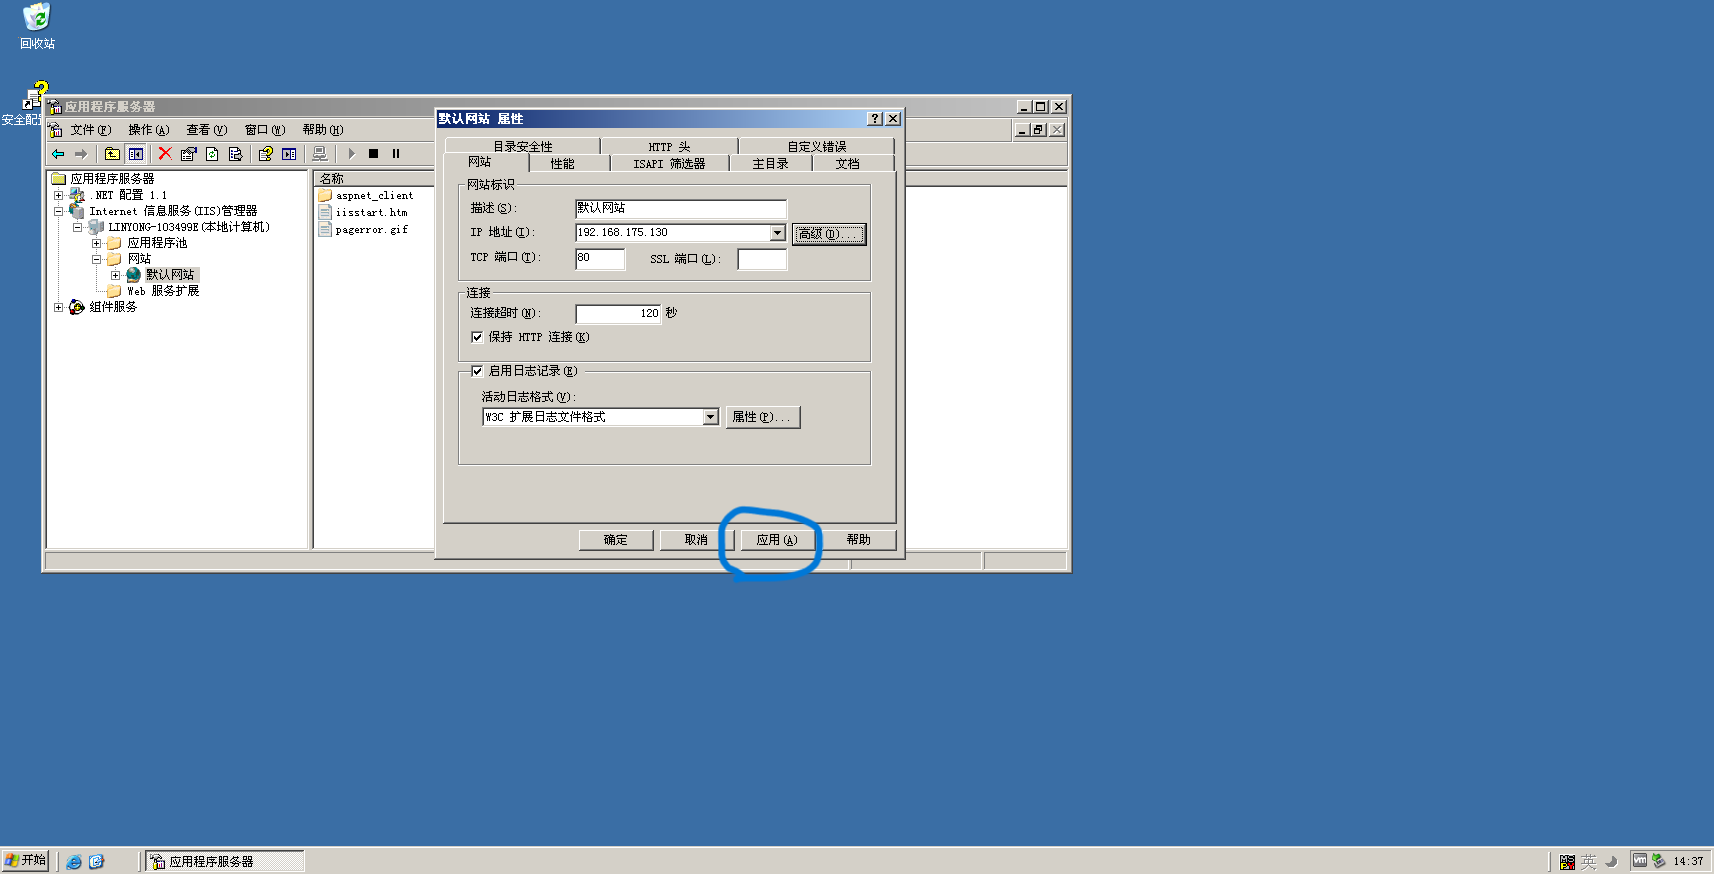 回收站
安全配
应用程序服务器
文件(F) 操作(A) 查看(V) 窗口(W) 帮助(H)
应用程序服务器
.NET 配置 1.1
Internet 信息服务(IIS)管理器
LINYONG-103499E(本地计算机)
应用程序池
网站
默认网站
Web 服务扩展
组件服务
名称
aspnet_client
iisstart.htm
pagerror.gif
默认网站 属性
目录安全性 HTTP 头 自定义错误
网站 性能 ISAPI 筛选器 主目录 文档
网站标识
描述(S): 默认网站
IP 地址(I): 192.168.175.130 高级(D)...
TCP 端口(T): 80 SSL 端口(L):
连接
连接超时(N): 120 秒
保持 HTTP 连接(K)
启用日志记录(E)
活动日志格式(V):
W3C 扩展日志文件格式 属性(P)...
确定 取消 应用(A) 帮助
开始 应用程序服务器 英 14:37